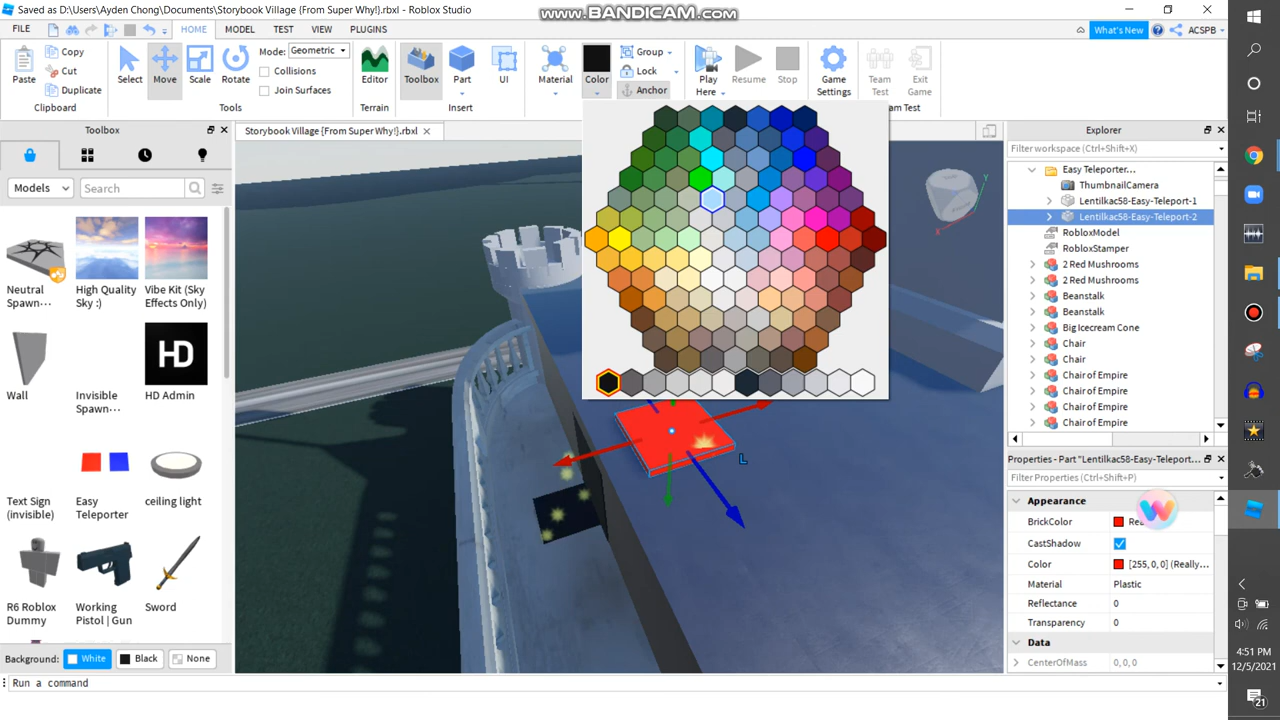 Saved as D:\Users\Ayden Chong\Documents\Storybook Village {From Super Why!}.rbxl - Roblox Studio
www.BANDICAM.com
FILE
HOME MODEL TEST VIEW PLUGINS
What's New
ACSPB
Paste
Copy
Cut
Duplicate
Clipboard
Select
Move
Scale
Rotate
Mode: Geometric
Collisions
Join Surfaces
Tools
Editor
Terrain
Toolbox
Part
UI
Insert
Material
Color
Group
Lock
Anchor
Play Here
Resume
Stop
Game Settings
Team Test
Exit Game
am Test
Toolbox
Storybook Village {From Super Why!}.rbxl
Models
Search
Neutral Spawn···
High Quality Sky :)
Vibe Kit (Sky Effects Only)
Wall
Invisible Spawn···
HD
HD Admin
Text Sign (invisible)
Easy Teleporter
ceiling light
R6 Roblox Dummy
Working Pistol | Gun
Sword
Background: White Black None
Run a command
L
Y
Explorer
Filter workspace (Ctrl+Shift+X)
Easy Teleporter...
ThumbnailCamera
Lentilkac58-Easy-Teleport-1
Lentilkac58-Easy-Teleport-2
RobloxModel
RobloxStamper
2 Red Mushrooms
2 Red Mushrooms
Beanstalk
Beanstalk
Big Icecream Cone
Chair
Chair
Chair of Empire
Chair of Empire
Chair of Empire
Chair of Empire
Properties - Part "Lentilkac58-Easy-Teleport...
Filter Properties (Ctrl+Shift+P)
Appearance
BrickColor
CastShadow
Color [255, 0, 0] (Really...
Material Plastic
Reflectance 0
Transparency 0
Data
CenterOfMass 0,0,0
4:51 PM
12/5/2021
21